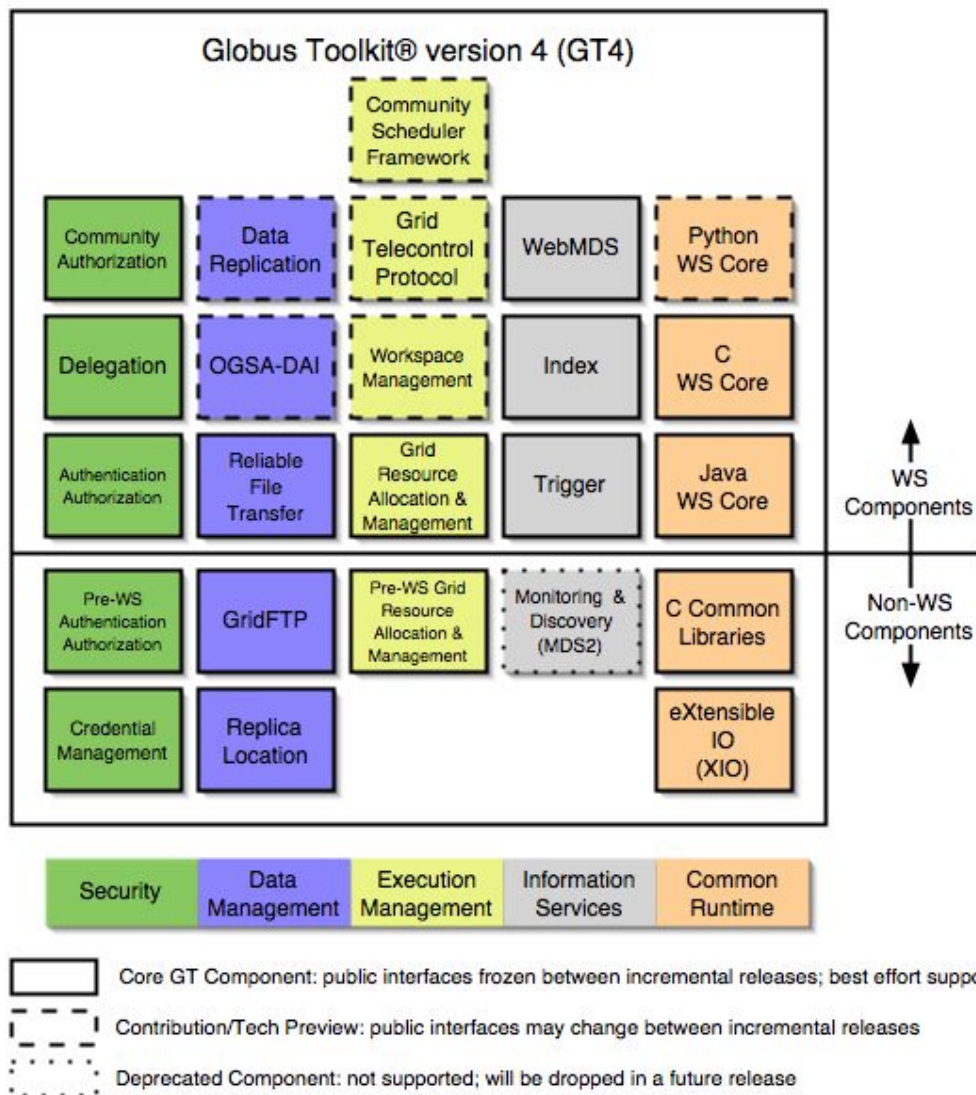 Globus Toolkit® version 4 (GT4)
Community
Scheduler
Framework
Community
Authorization
Data
Replication
Grid
Telecontrol
Protocol
WebMDS
Python
WS Core
Delegation
OGSA-DAI
Workspace
Management
Index
C
WS Core
Authentication
Authorization
Reliable
File
Transfer
Grid
Resource
Allocation &
Management
Trigger
Java
WS Core
WS
Components
Pre-WS
Authentication
Authorization
GridFTP
Pre-WS Grid
Resource
Allocation &
Management
Monitoring &
Discovery
(MDS2)
C Common
Libraries
Non-WS
Components
Credential
Management
Replica
Location
eXtensible
IO
(XIO)
Security
Data
Management
Execution
Management
Information
Services
Common
Runtime
Core GT Component: public interfaces frozen between incremental releases; best effort
Contribution/Tech Preview: public interfaces may change between incremental releases
Deprecated Component: not supported; will be dropped in a future release